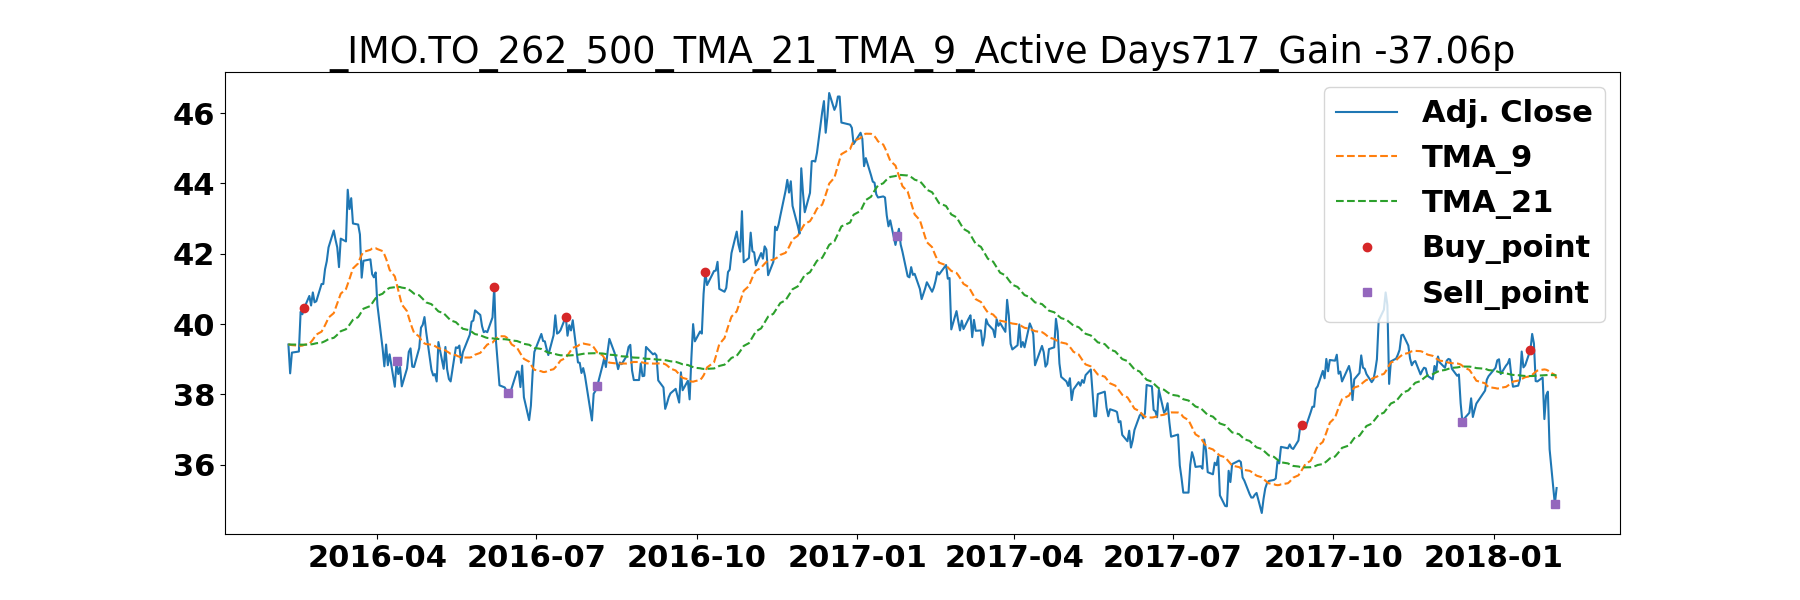 _IMO.TO_262_500_TMA_21_TMA_9_Active Days717_Gain -37.06p
46
44
42
40
38
36
Adj. Close
TMA_9
TMA_21
Buy_point
Sell_point
2016-04 2016-07 2016-10 2017-01 2017-04 2017-07 2017-10 2018-01